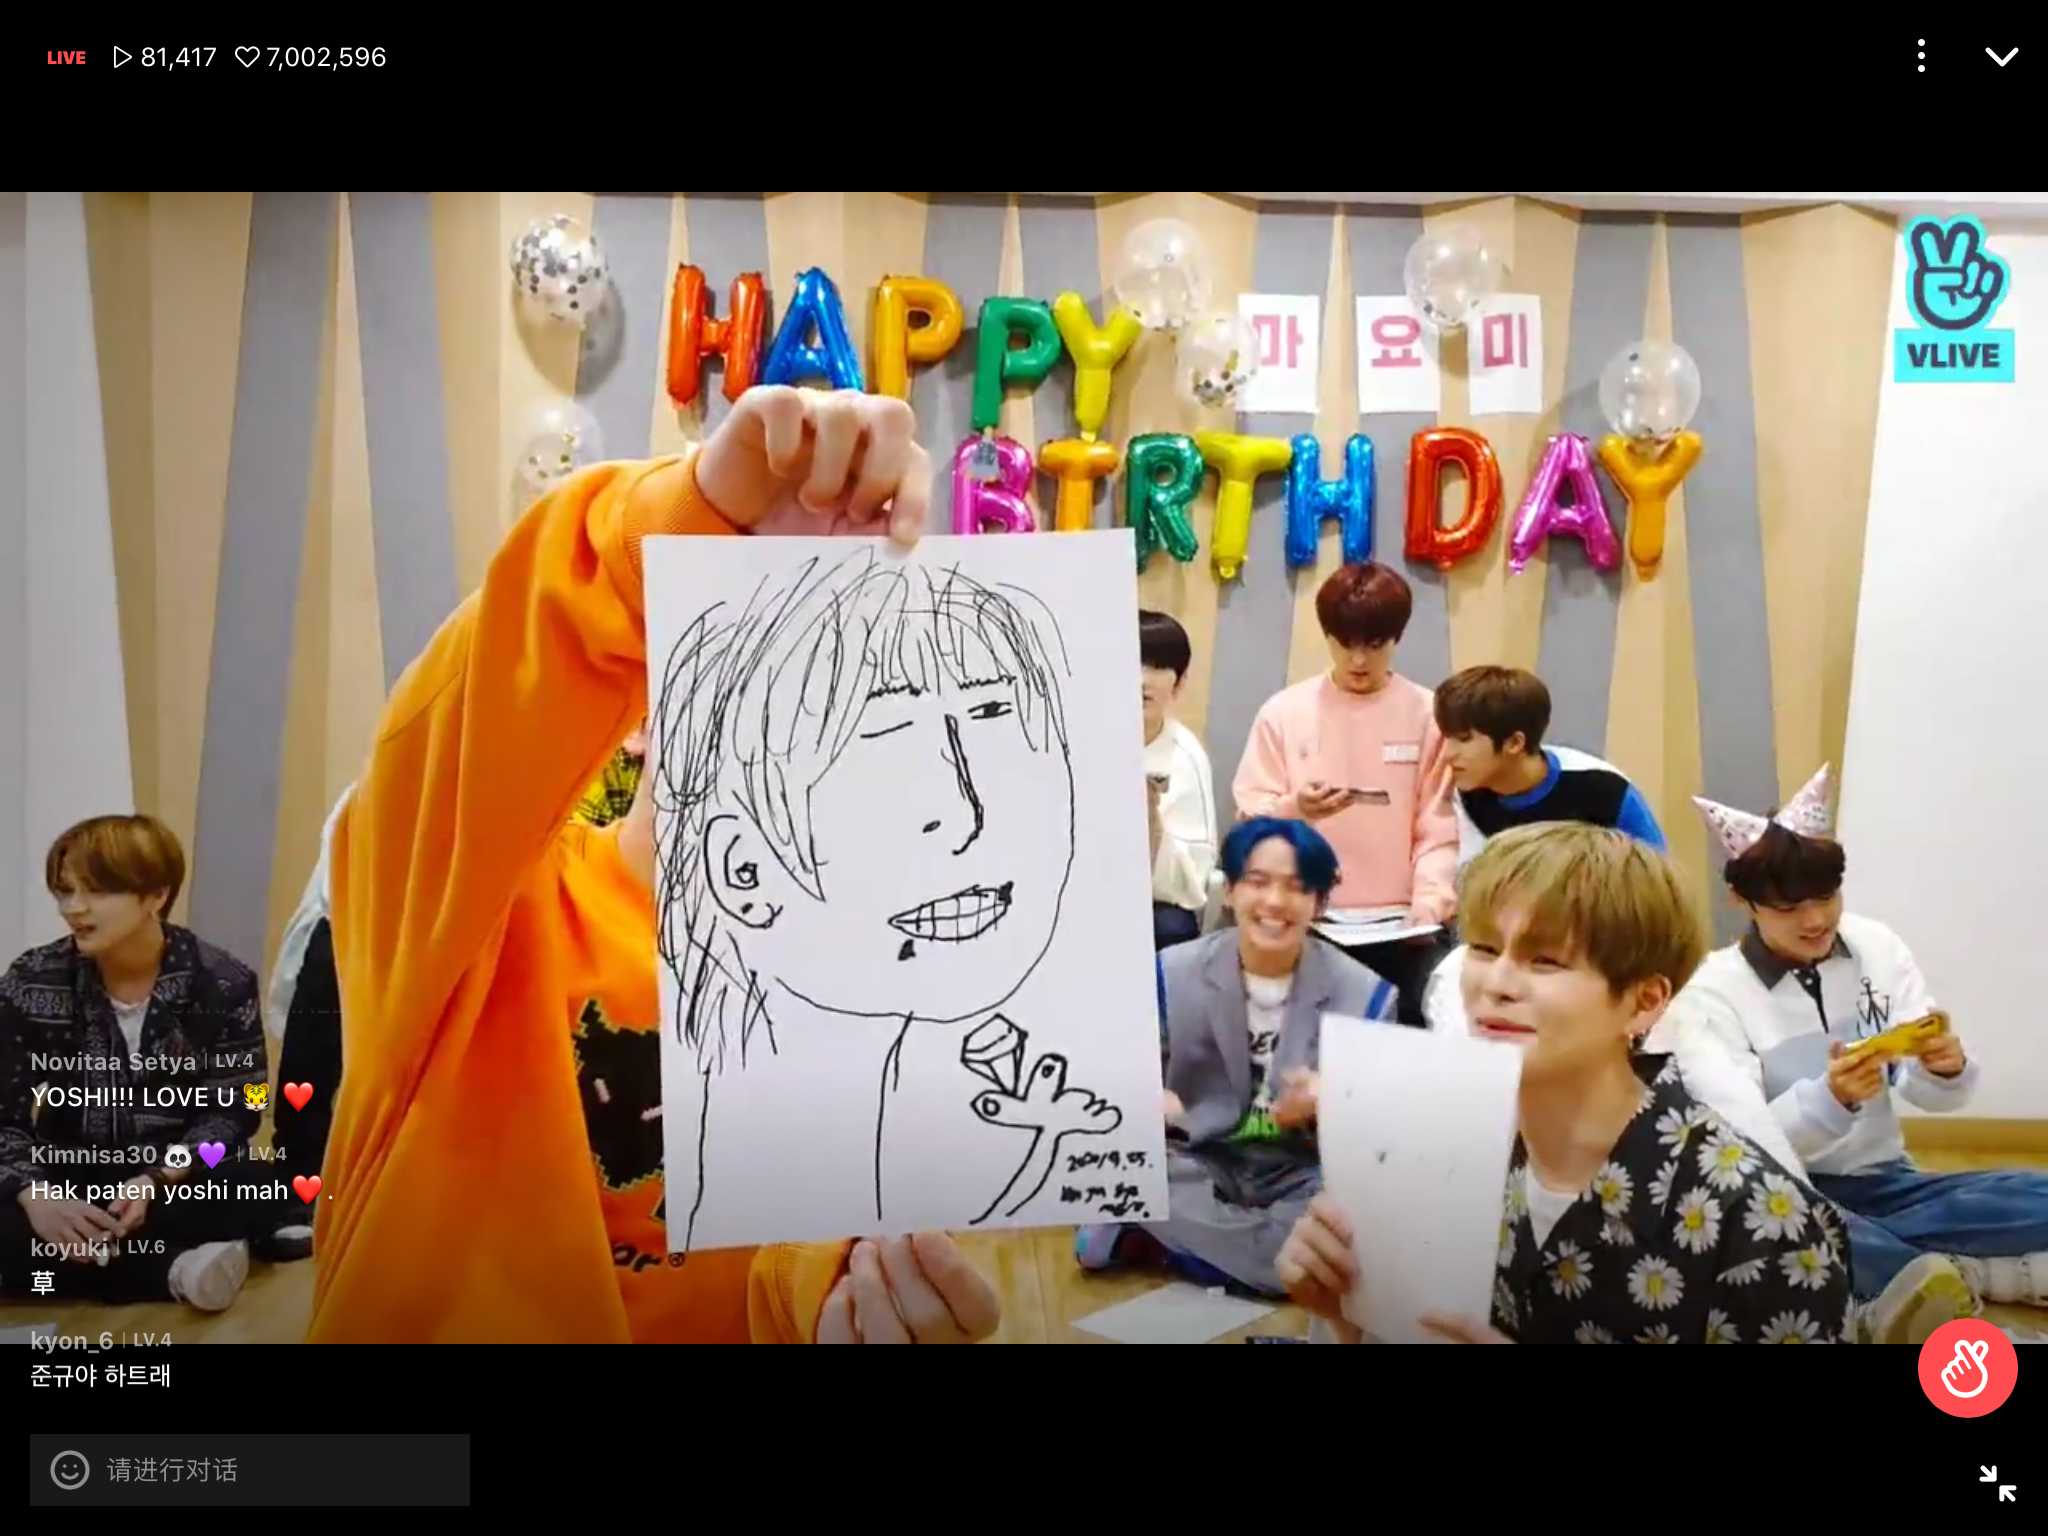 LIVE 81,417 7,002,596
HAPPY
마요미
BIRTHDAY
VLIVE
Novitaa Setya LV.4
YOSHI!!! LOVE U 🐯 ❤️
Kimnisa30 🐼 💜 LV.4
Hak paten yoshi mah❤️.
koyuki LV.6
草
kyon_6 LV.4
준규야 하트래
请进行对话